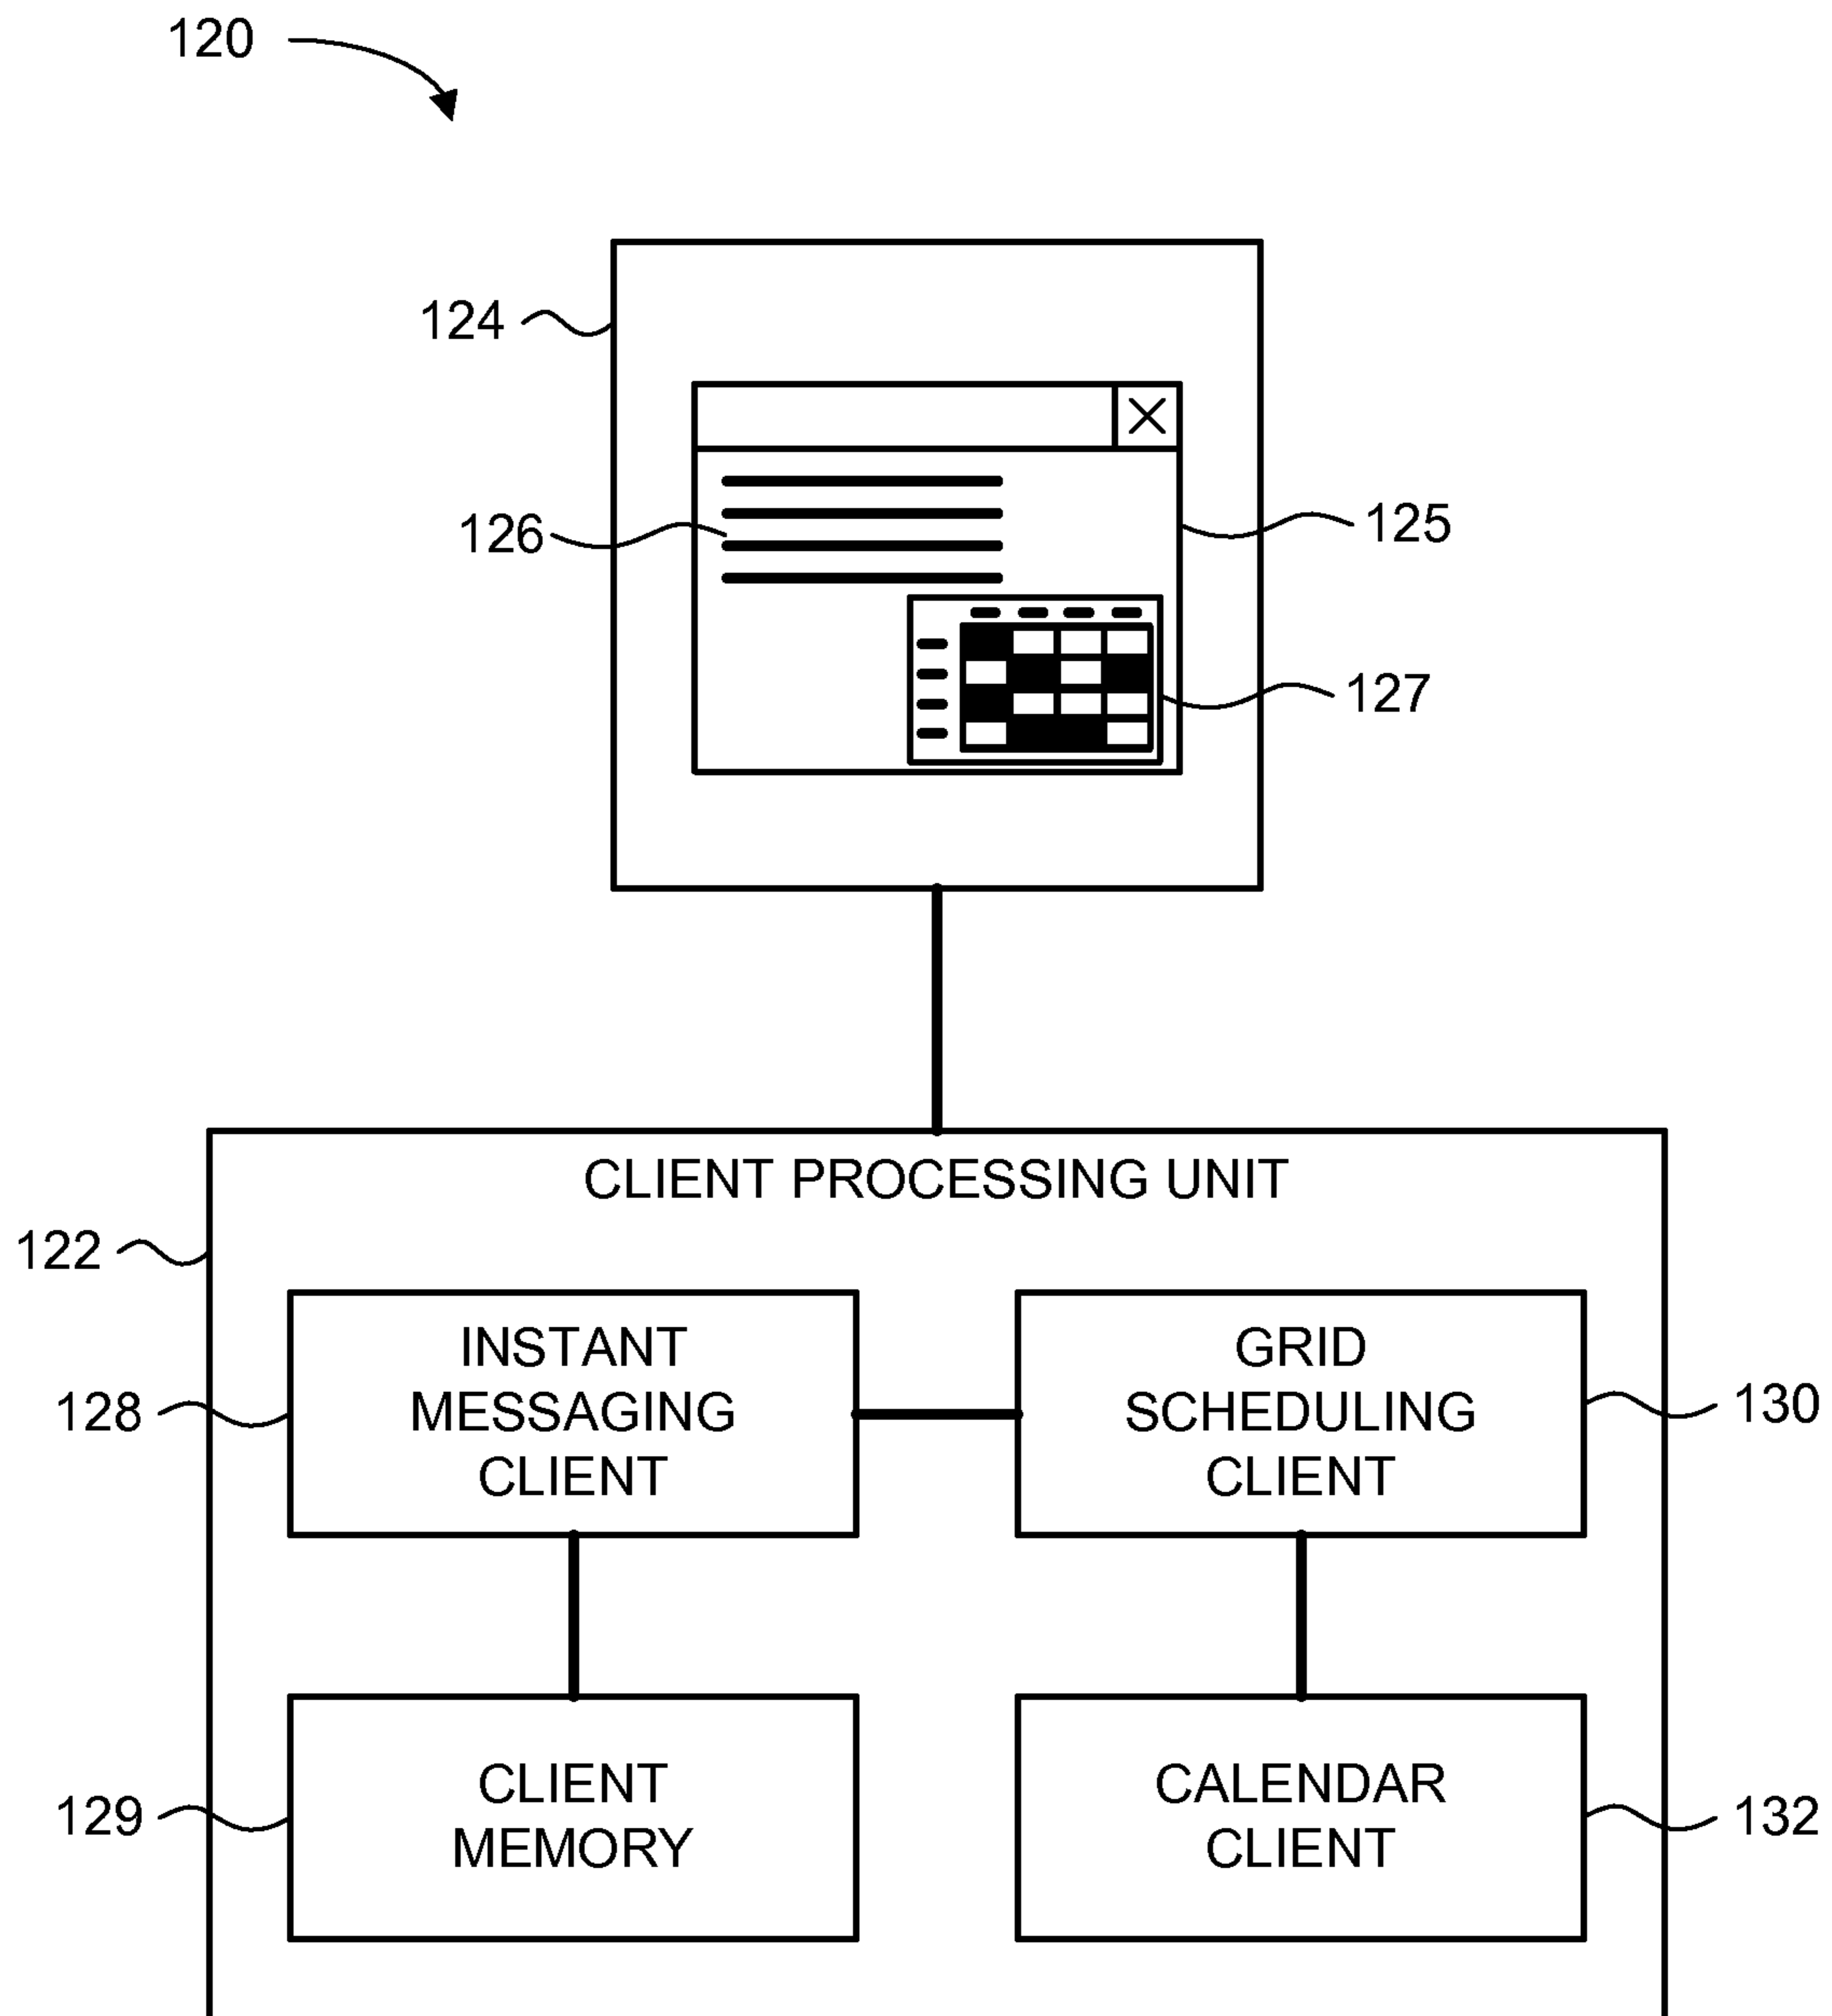 120
124
126
125
127
CLIENT PROCESSING UNIT
122
INSTANT
MESSAGING
CLIENT
GRID
SCHEDULING
CLIENT
128
130
CLIENT
MEMORY
CALENDAR
CLIENT
129
132